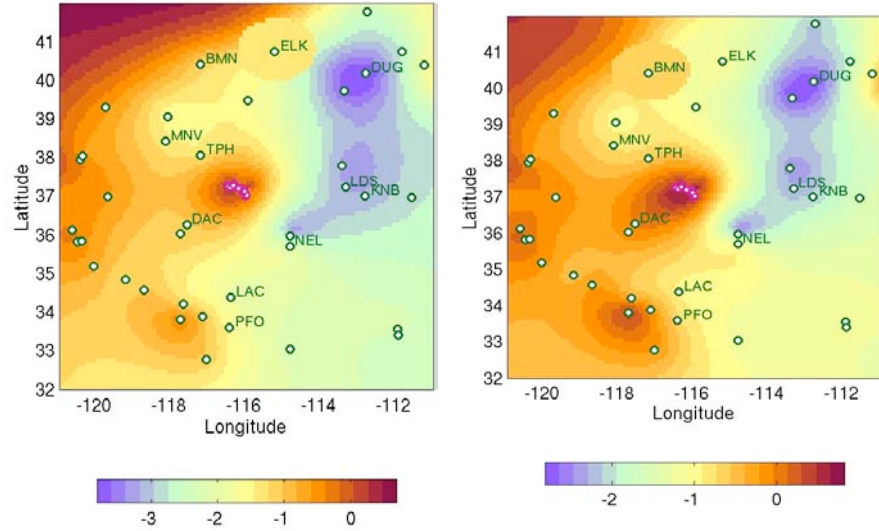 41
40
39
38
37
36
35
34
33
32
Latitude
-120
-118
-116
-114
-112
Longitude
ELK
BMN
DUG
MNV
TPH
LDS
KNB
DAC
NEL
LAC
PFO
-3
-2
-1
0
41
40
39
38
37
36
35
34
33
32
Latitude
-120
-118
-116
-114
-112
Longitude
ELK
BMN
DUG
MNV
TPH
LDS
KNB
DAC
NEL
LAC
PFO
-2
-1
0